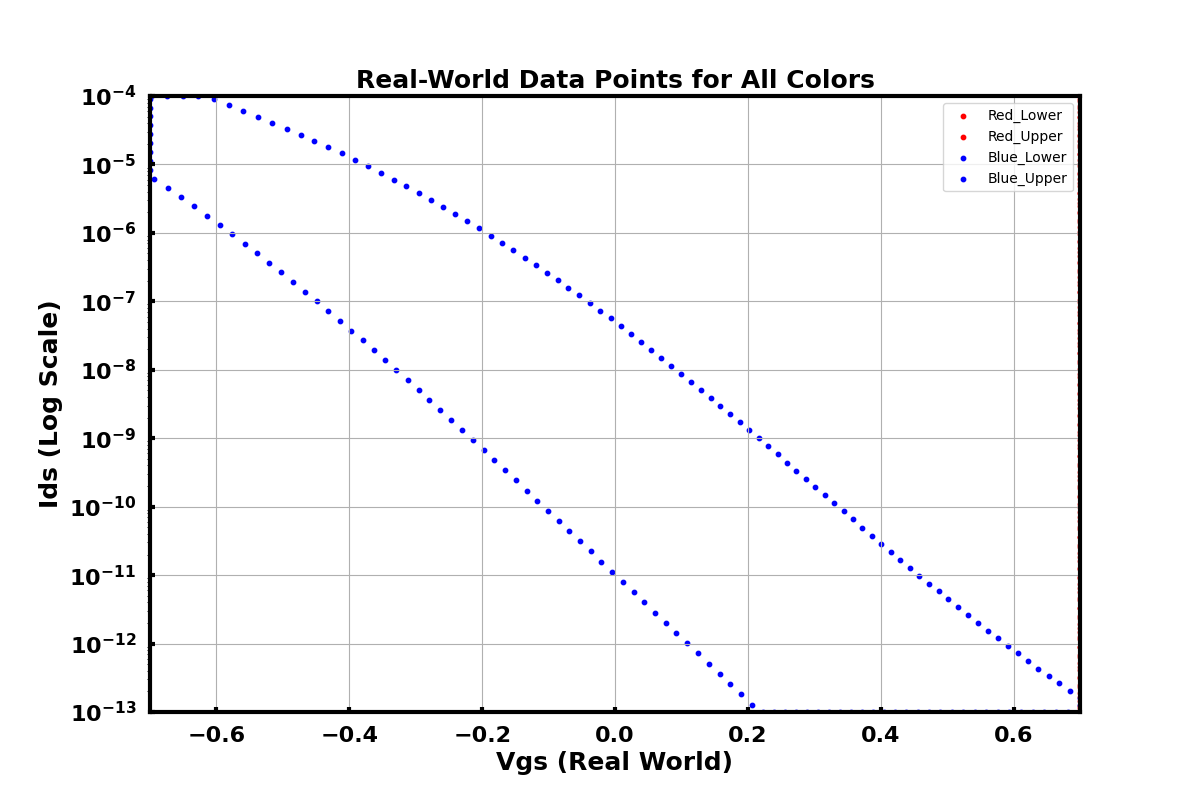 Real-World Data Points for All Colors
Red_Lower
Red_Upper
Blue_Lower
Blue_Upper
10⁻⁴
10⁻⁵
10⁻⁶
10⁻⁷
10⁻⁸
10⁻⁹
10⁻¹⁰
10⁻¹¹
10⁻¹²
10⁻¹³
Ids (Log Scale)
−0.6 −0.4 −0.2 0.0 0.2 0.4 0.6
Vgs (Real World)